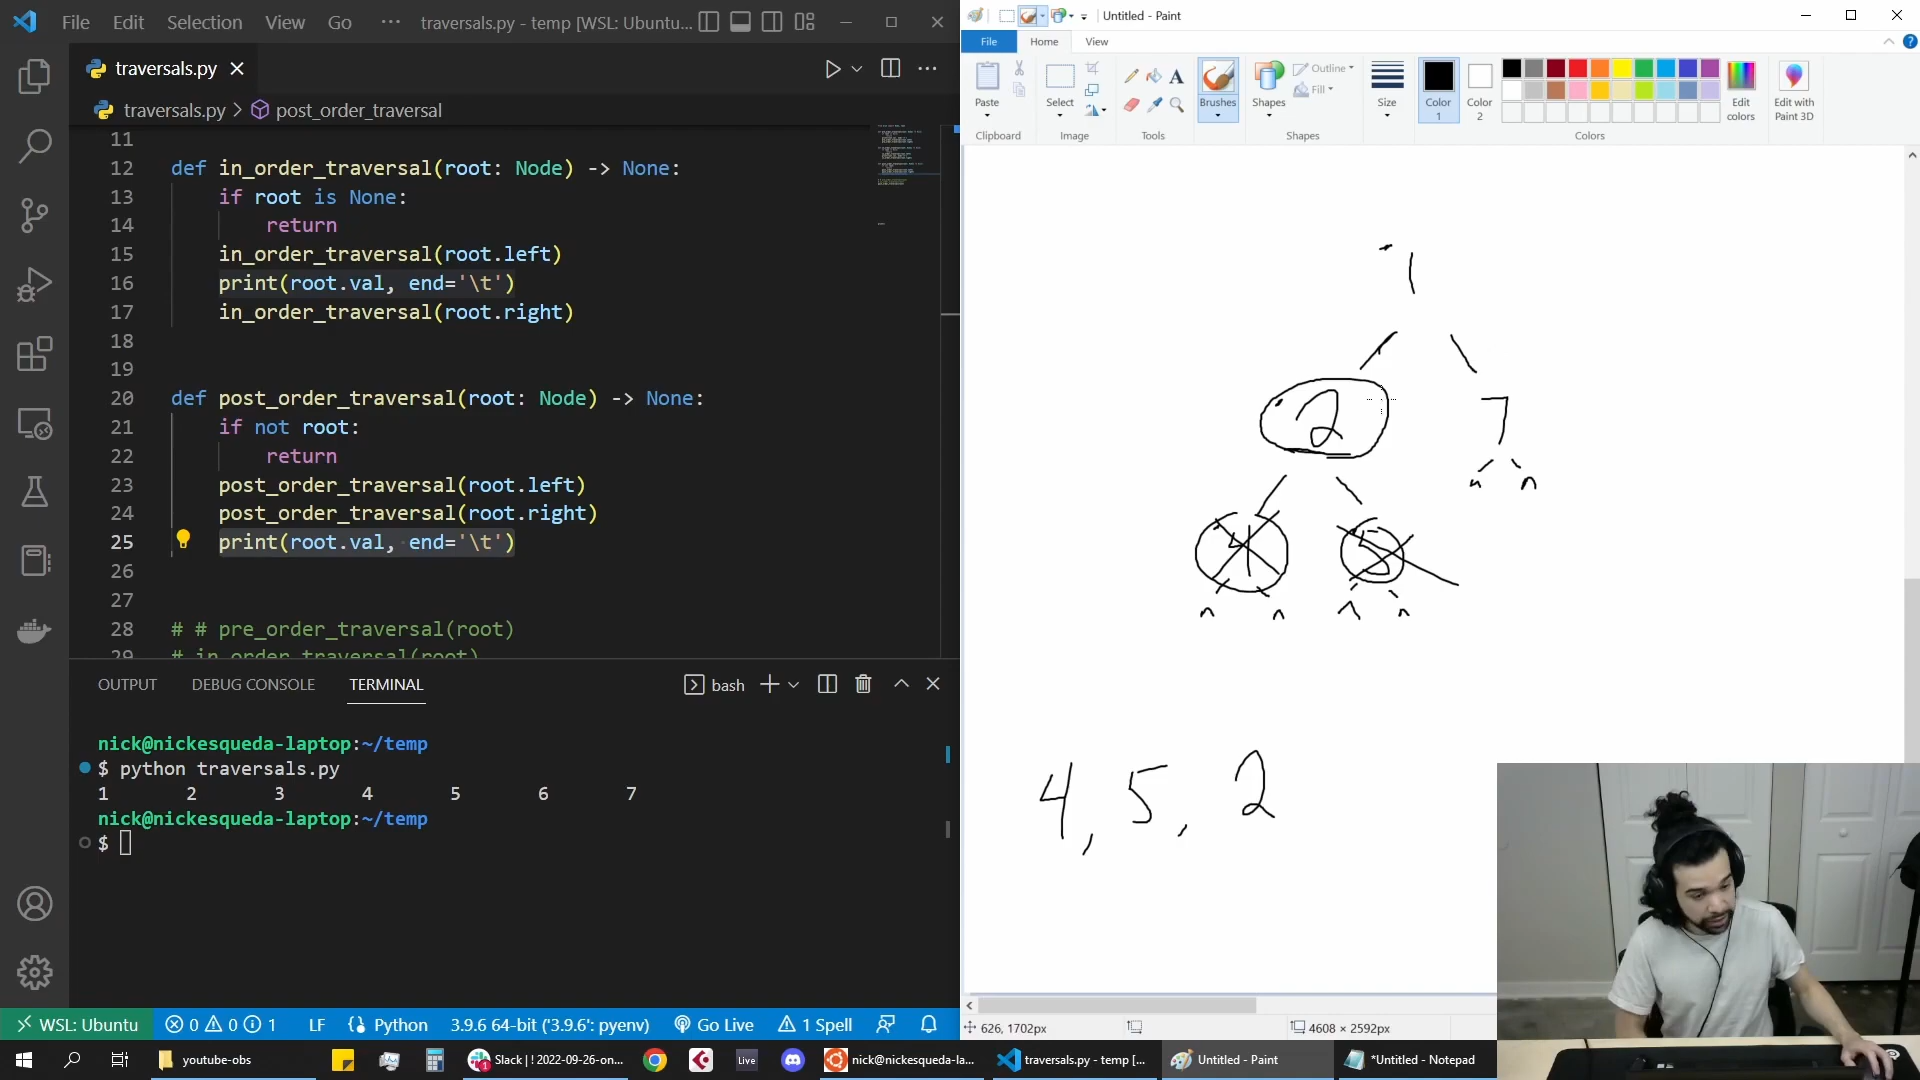 File Edit Selection View Go ··· traversals.py - temp [WSL: Ubuntu...
traversals.py
traversals.py > post_order_traversal
11
12 def in_order_traversal(root: Node) -> None:
13 if root is None:
14 return
15 in_order_traversal(root.left)
16 print(root.val, end='\t')
17 in_order_traversal(root.right)
18
19
20 def post_order_traversal(root: Node) -> None:
21 if not root:
22 return
23 post_order_traversal(root.left)
24 post_order_traversal(root.right)
25 print(root.val, end='\t')
26
27
28 # # pre_order_traversal(root)
29 # in_order_traversal(root)
OUTPUT DEBUG CONSOLE TERMINAL bash
nick@nickesqueda-laptop:~/temp
$ python traversals.py
1 2 3 4 5 6 7
nick@nickesqueda-laptop:~/temp
$
WSL: Ubuntu 0 0 1 LF Python 3.9.6 64-bit ('3.9.6': pyenv) Go Live 1 Spell
Untitled - Paint
File Home View
Paste Select Brushes Shapes Outline Fill Size Color 1 Color 2 Edit colors Edit with Paint 3D
Clipboard Image Tools Shapes Colors
1
2 7
n n
4 5
n n n n
4, 5, 2
626, 1702px 4608 × 2592px
youtube-obs Slack | ! 2022-09-26-on... Live nick@nickesqueda-la... traversals.py - temp [... Untitled - Paint *Untitled - Notepad